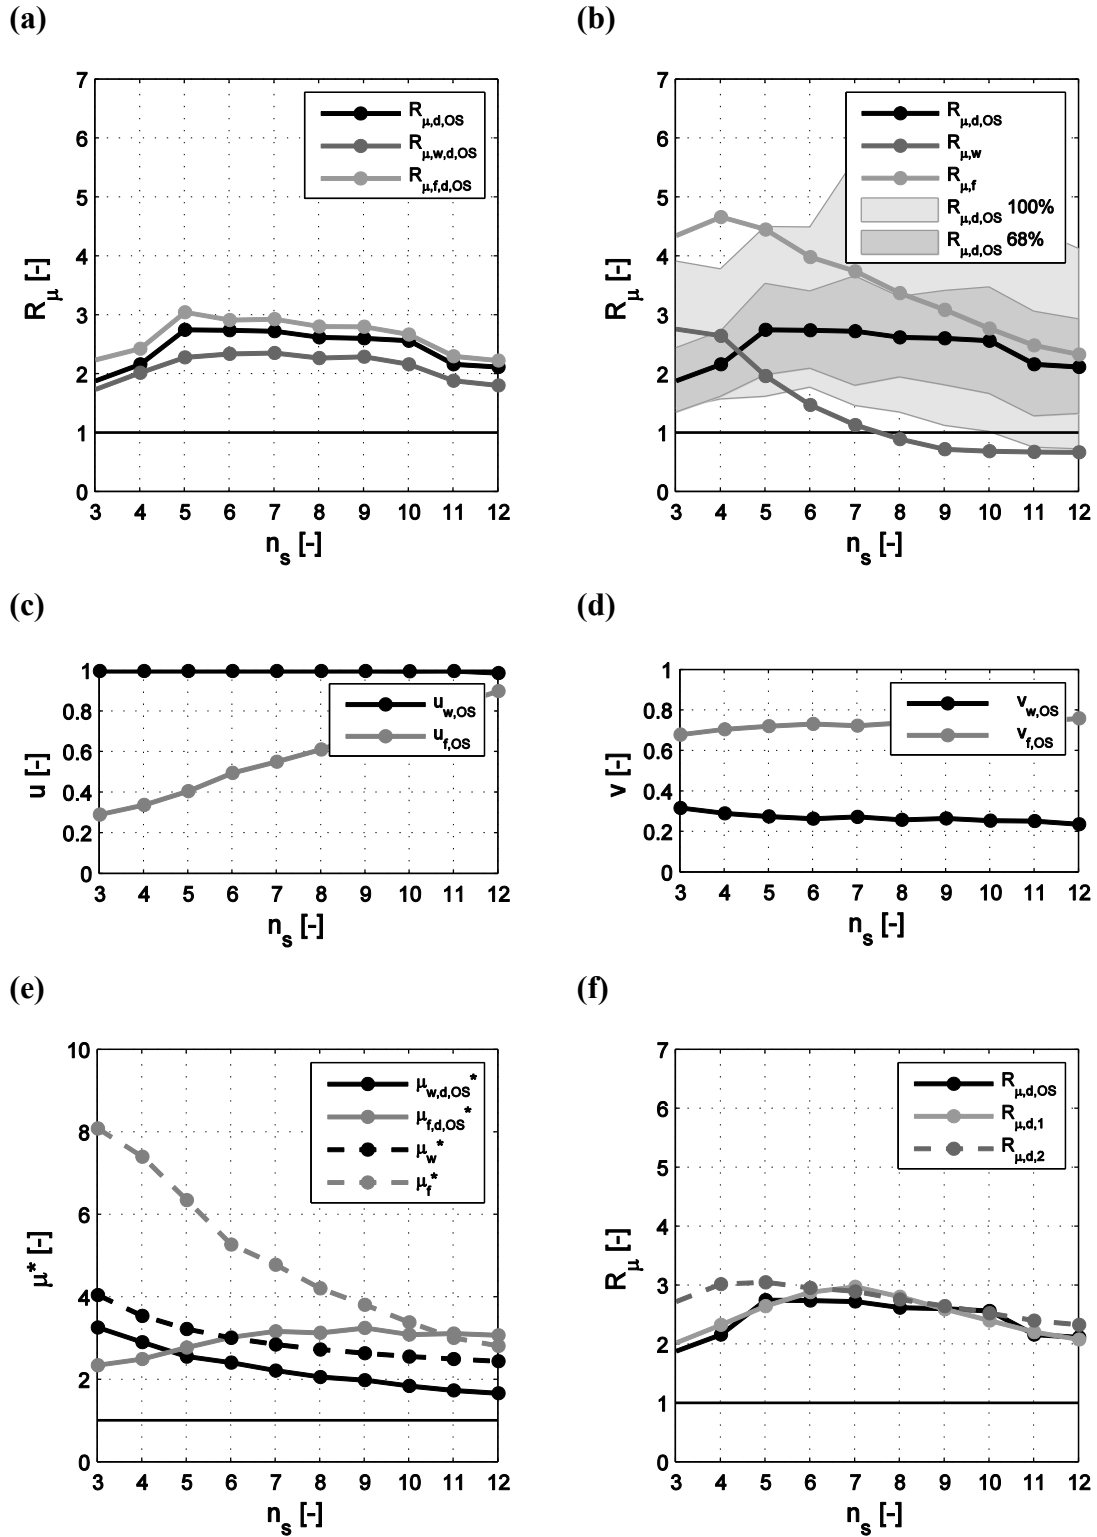 (a)
7
6
5
4
3
2
1
0
R_μ [-]
R_μ,d,OS
R_μ,w,d,OS
R_μ,f,d,OS
3 4 5 6 7 8 9 10 11 12
n_s [-]
(b)
7
6
5
4
3
2
1
0
R_μ [-]
R_μ,d,OS
R_μ,w
R_μ,f
R_μ,d,OS 100%
R_μ,d,OS 68%
3 4 5 6 7 8 9 10 11 12
n_s [-]
(c)
1
0.8
0.6
0.4
0.2
0
u [-]
u_w,OS
u_f,OS
3 4 5 6 7 8 9 10 11 12
n_s [-]
(d)
1
0.8
0.6
0.4
0.2
0
v [-]
v_w,OS
v_f,OS
3 4 5 6 7 8 9 10 11 12
n_s [-]
(e)
10
8
6
4
2
0
μ* [-]
μ_w,d,OS*
μ_f,d,OS*
μ_w*
μ_f*
3 4 5 6 7 8 9 10 11 12
n_s [-]
(f)
7
6
5
4
3
2
1
0
R_μ [-]
R_μ,d,OS
R_μ,d,1
R_μ,d,2
3 4 5 6 7 8 9 10 11 12
n_s [-]